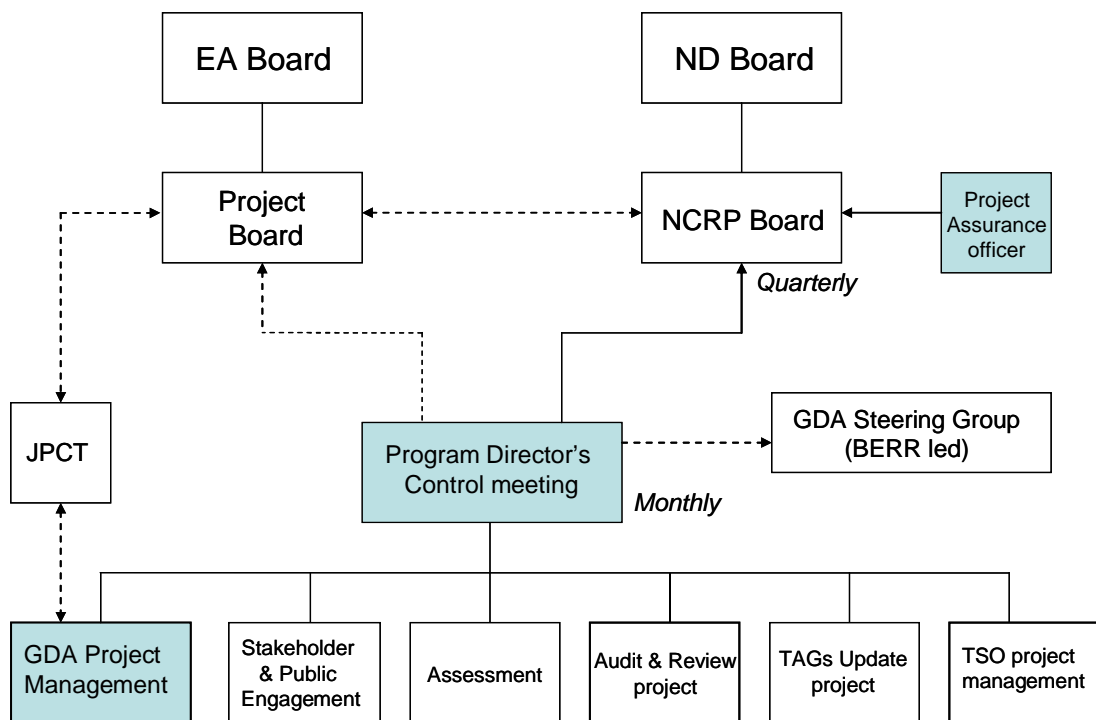 EA Board
ND Board
Project
Board
NCRP Board
Project
Assurance
officer
Quarterly
JPCT
Program Director's
Control meeting
GDA Steering Group
(BERR led)
Monthly
GDA Project
Management
Stakeholder
& Public
Engagement
Assessment
Audit & Review
project
TAGs Update
project
TSO project
management